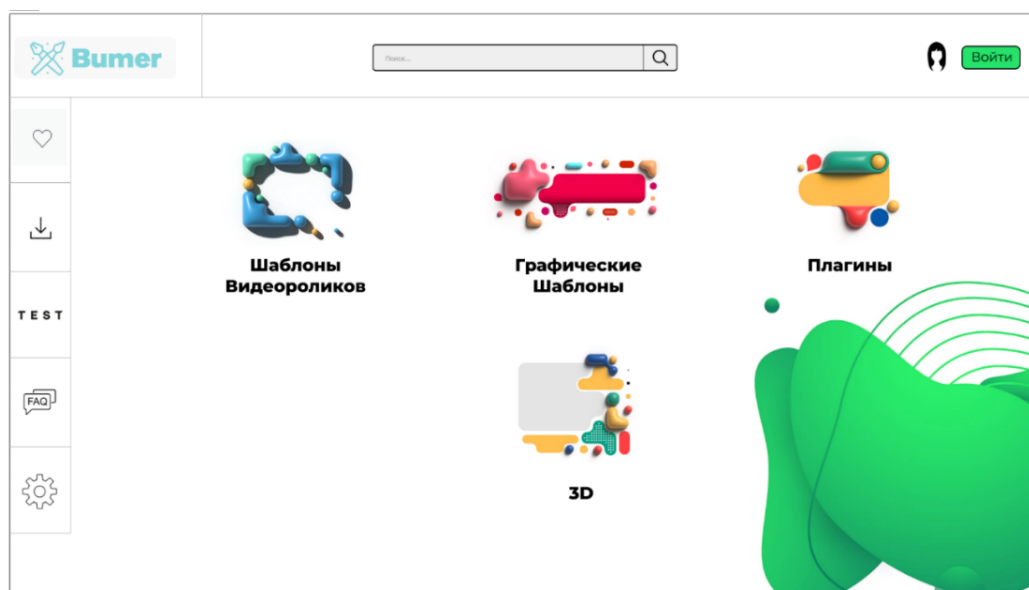 Bumer
Поиск...
Войти
Шаблоны
Видеороликов
Графические
Шаблоны
Плагины
TEST
FAQ
3D